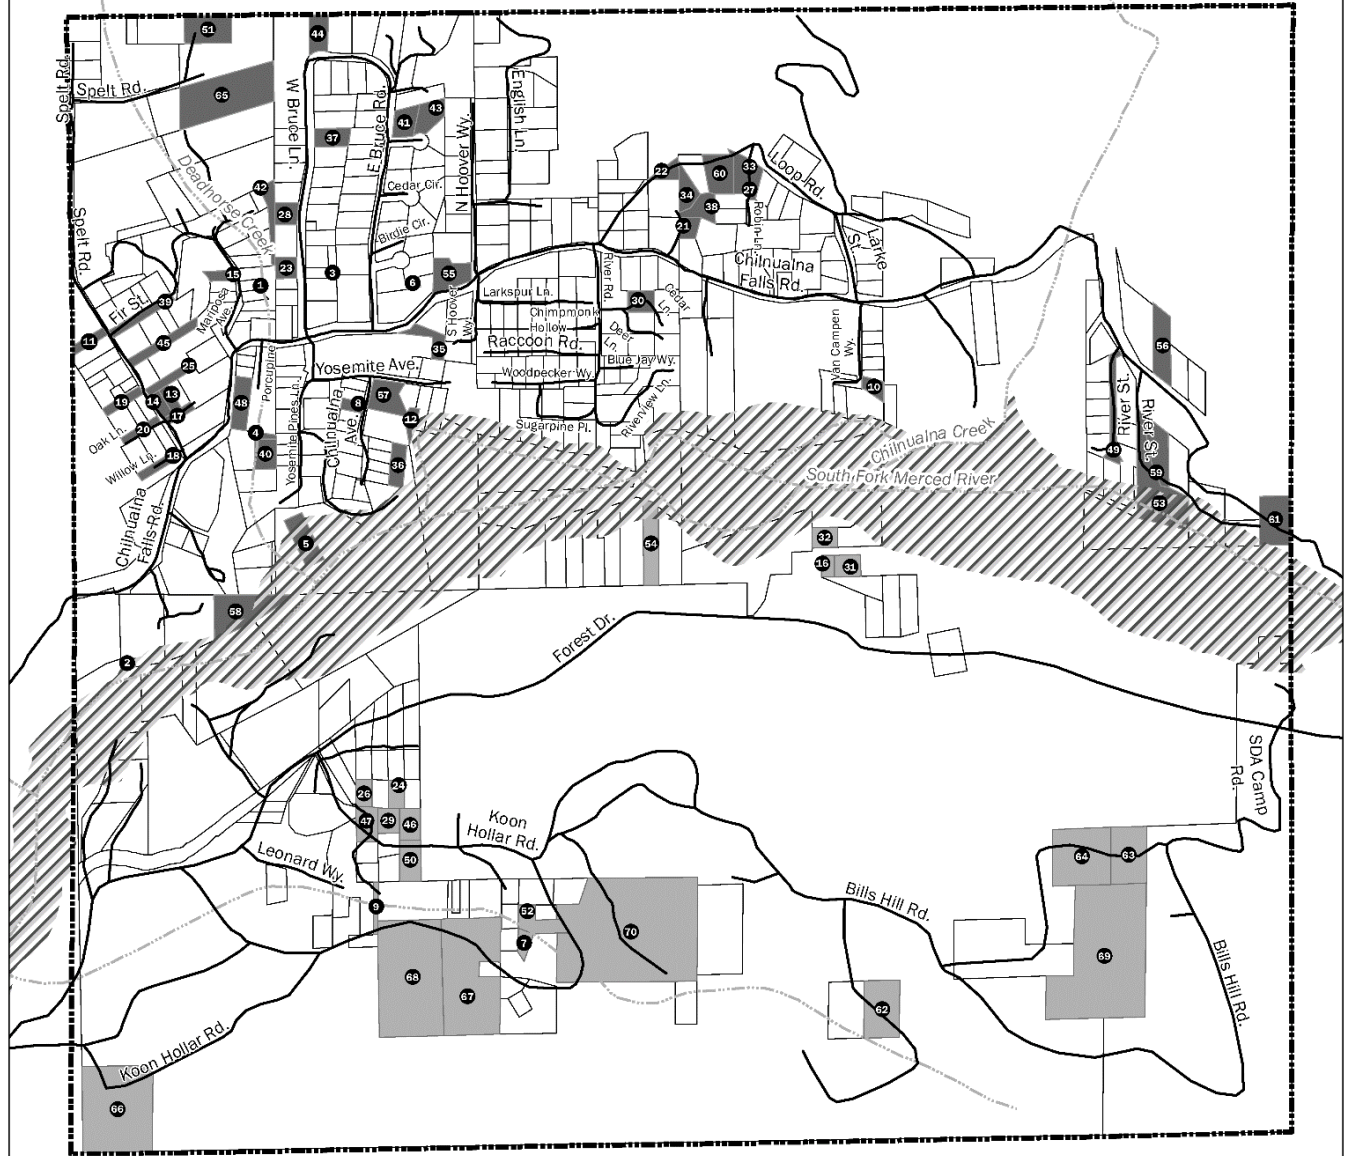 51
44
Spelt Rd.
Spelt Rd.
65
W Bruce Ln.
E Bruce Rd.
English Ln.
43
41
37
N Hoover Wy.
Deadhorse Creek
42
Cedar Cir.
28
Birdie Cir.
22
60
33
Loop Rd.
34
27
38
Robin Ln.
21
Spelt Rd.
15
1
23
3
6
55
Chilnualna
Falls Rd.
Larke
St.
River Rd.
Larkspur Ln.
30
Cedar
Ln.
Fir St.
39
Mariposa
Ave.
S Hoover
Wy.
Chimpmonk
Hollow
Deer
Ln.
11
45
35
Raccoon Rd.
Van Campen
Wy.
56
25
Porcupine
Yosemite Ave.
Blue Jay Wy.
Woodpecker Wy.
10
19
14
13
17
48
8
57
12
Chilnualna
Ave.
Yosemite Pines Ln.
Riverview Ln.
Sugarpine Pl.
River St.
River St.
Oak Ln.
20
4
Chilnualna Creek
Willow Ln.
18
40
36
South Fork Merced River
49
59
53
61
Chilnualna
Falls Rd.
5
54
32
16
31
58
Forest Dr.
2
SDA Camp
Rd.
26
24
47
29
46
Koon
Hollar Rd.
50
Leonard Wy.
64
63
9
52
7
70
Bills Hill Rd.
68
67
69
62
Bills Hill Rd.
Koon Hollar Rd.
66